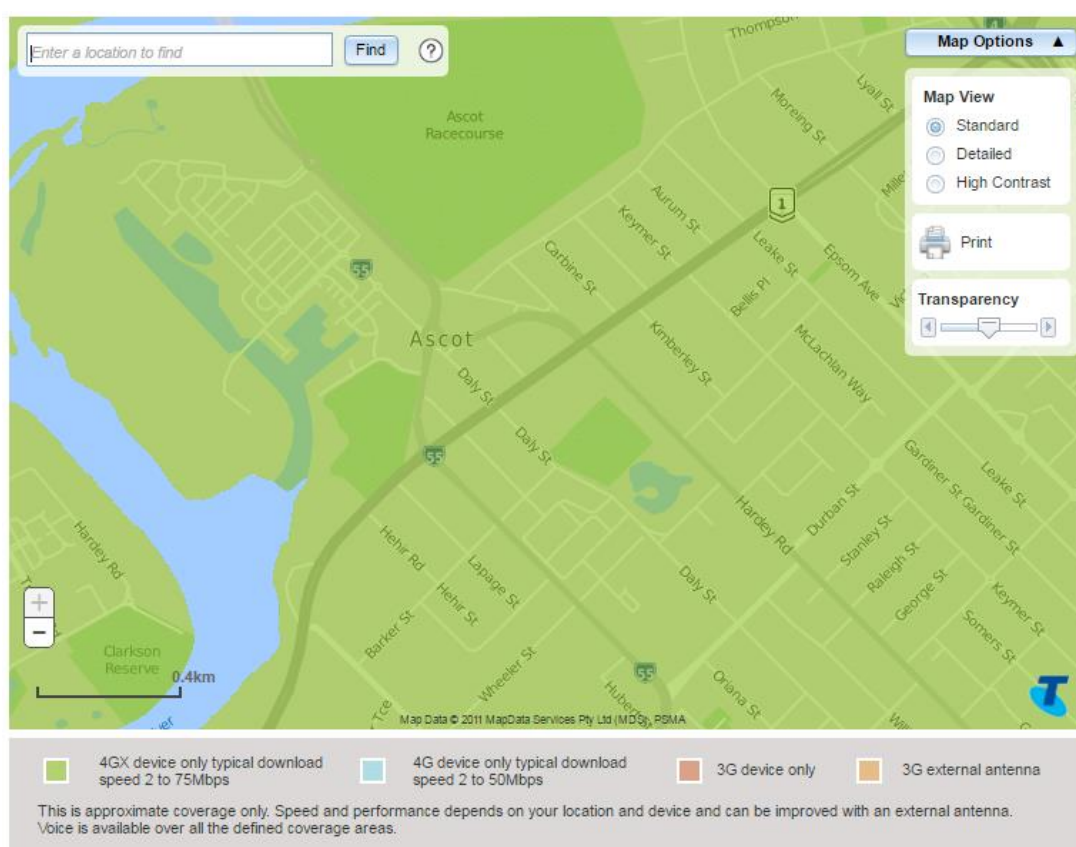 Enter a location to find
Find
?
Map Options ▲
Map View
Standard
Detailed
High Contrast
Print
Transparency
Thompson
4
Lyall St
Moreing St
Ascot
Racecourse
1
Aurum St
Keymer St
Carbine St
Leake St
Epsom Ave
Bellis Pl
55
Ascot
Kimberley St
McLachlan Way
Daly St
55
Daly St
Gardiner St
Gardiner St
Leake St
Durban St
Hardey Rd
Stanley St
Raleigh St
George St
Keymer St
Somers St
Hardey Rd
Hehir Rd
Lapage St
Hehir St
Daly St
Barker St
Wheeler St
55
Oriana St
+
−
Clarkson
Reserve
0.4km
Tce
T
Map Data © 2011 MapData Services Pty Ltd (MDS), PSMA
4GX device only typical download
speed 2 to 75Mbps
4G device only typical download
speed 2 to 50Mbps
3G device only
3G external antenna
This is approximate coverage only. Speed and performance depends on your location and device and can be improved with an external antenna.
Voice is available over all the defined coverage areas.